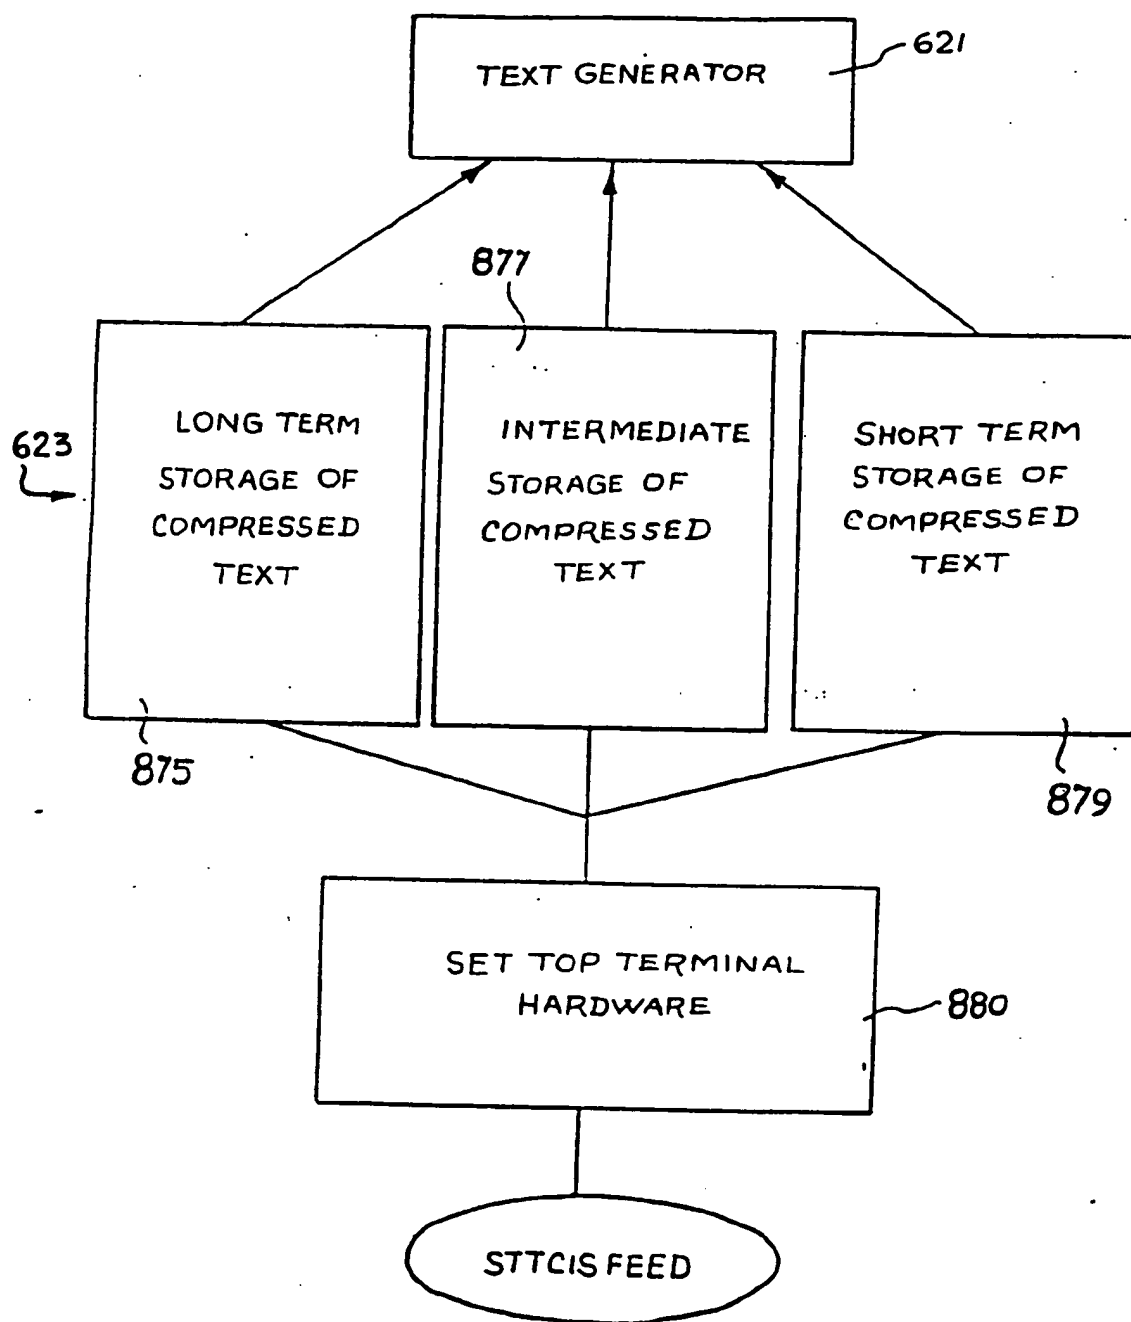 TEXT GENERATOR
621
877
623
LONG TERM
STORAGE OF
COMPRESSED
TEXT
INTERMEDIATE
STORAGE OF
COMPRESSED
TEXT
SHORT TERM
STORAGE OF
COMPRESSED
TEXT
875
879
SET TOP TERMINAL
HARDWARE
880
STTCIS FEED